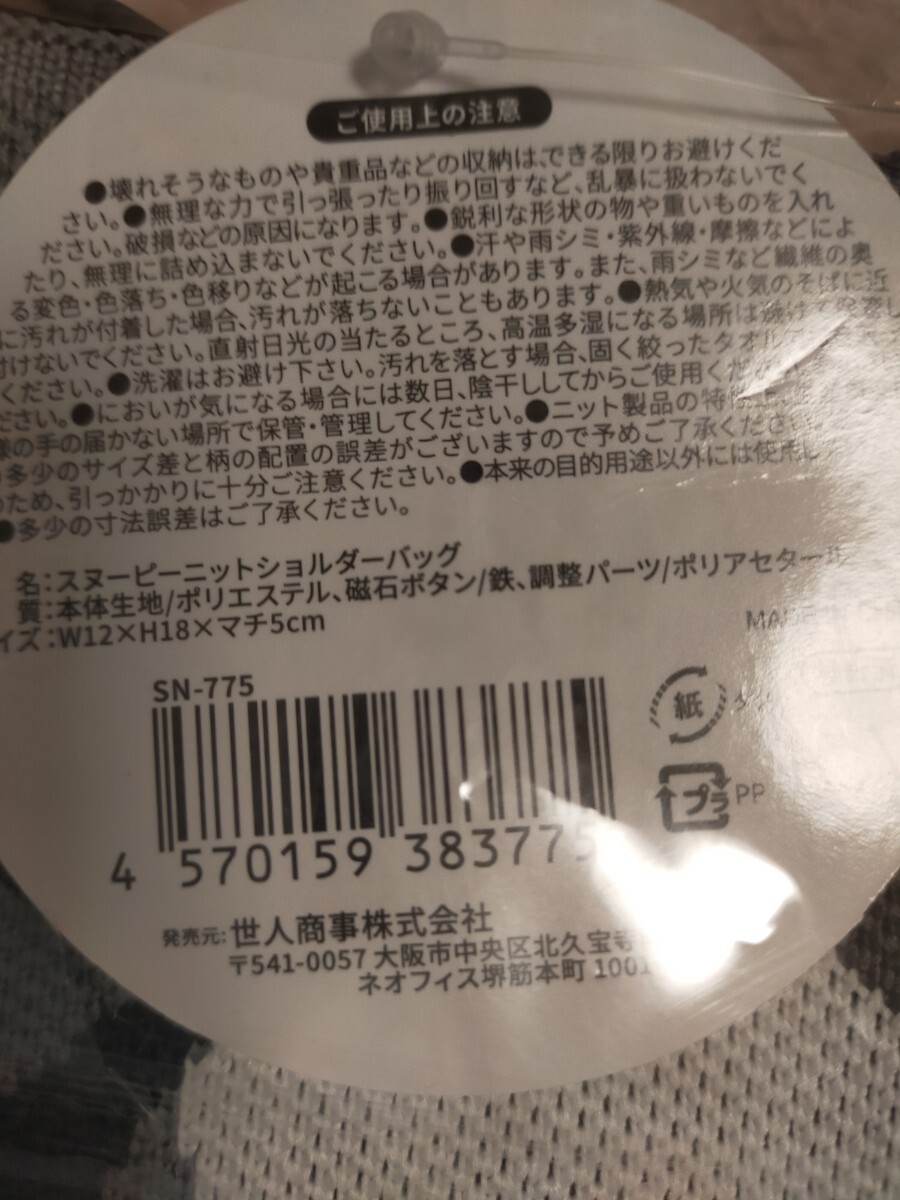 ご使用上の注意
●壊れそうなものや貴重品などの収納は、できる限りお避けくだ
さい。●無理な力で引っ張ったり振り回すなど、乱暴に扱わないでく
ださい。破損などの原因になります。●鋭利な形状の物や重いものを入れ
たり、無理に詰め込まないでください。●汗や雨シミ・紫外線・摩擦などによ
る変色・色落ち・色移りなどが起こる場合があります。また、雨シミなど繊維の奥
に汚れが付着した場合、汚れが落ちないこともあります。●熱気や火気のそばに近
付けないでください。直射日光の当たるところ、高温多湿になる場所は避けて
ください。●洗濯はお避け下さい。汚れを落とす場合、固く絞ったタオル
ださい。●においが気になる場合には数日、陰干ししてからご使用くだ
様の手の届かない場所で保管・管理してください。●ニット製品の特性上、
多少のサイズ差と柄の配置の誤差がございますので予めご了承ください
のため、引っかかりに十分ご注意ください。●本来の目的用途以外には使用し
●多少の寸法誤差はご了承ください。
名:スヌーピーニットショルダーバッグ
質:本体生地/ポリエステル、磁石ボタン/鉄、調整パーツ/ポリアセタール
イズ:W12×H18×マチ5cm
MADE
SN-775
紙
プラ PP
4 570159 383775
発売元:世人商事株式会社
〒541-0057 大阪市中央区北久宝寺
ネオフィス堺筋本町 1001